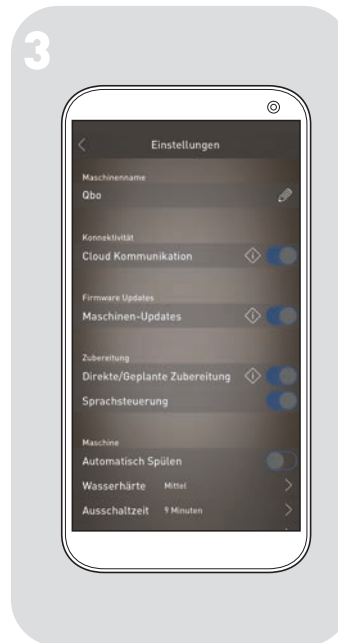 3
Einstellungen
Maschinenname
Qbo
Konnektivität
Cloud Kommunikation
Firmware Updates
Maschinen-Updates
Zubereitung
Direkte/Geplante Zubereitung
Sprachsteuerung
Maschine
Automatisch Spülen
Wasserhärte Mittel
Ausschaltzeit 9 Minuten